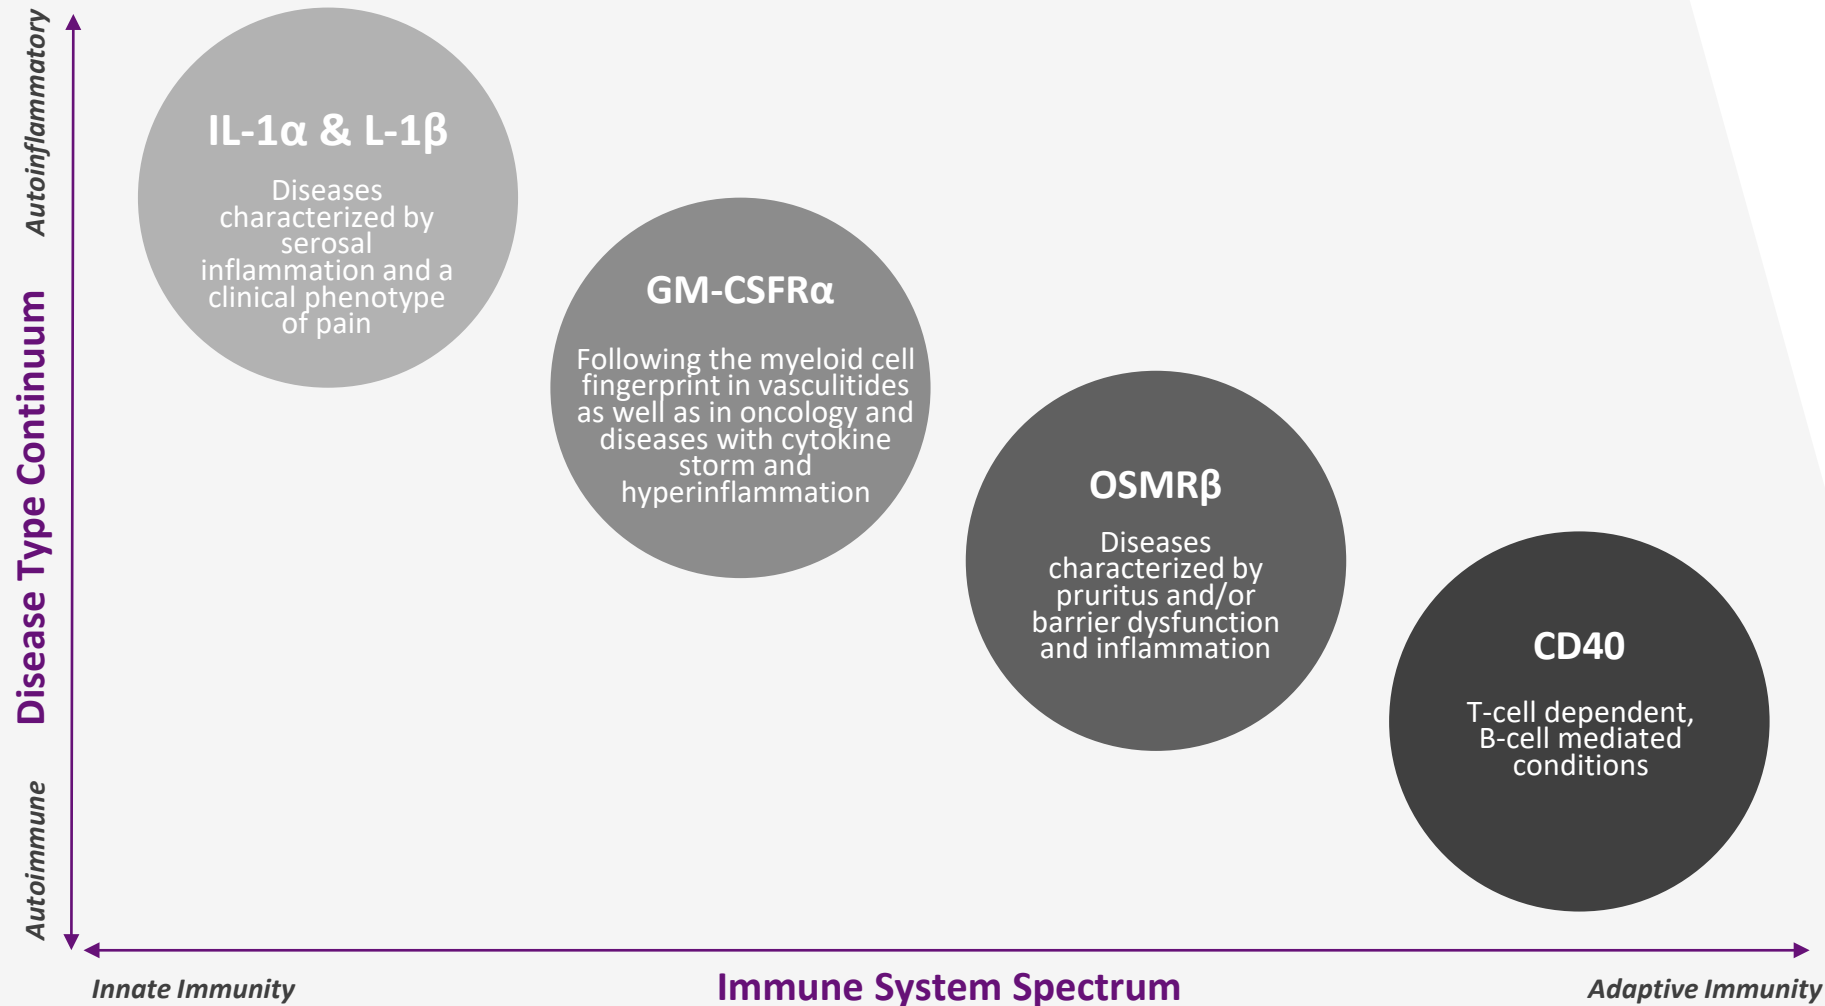 Autoinflammatory
Disease Type Continuum
Autoimmune
IL-1α & L-1β
Diseases
characterized by
serosal
inflammation and a
clinical phenotype
of pain
GM-CSFRα
Following the myeloid cell
fingerprint in vasculitides
as well as in oncology and
diseases with cytokine
storm and
hyperinflammation
OSMRβ
Diseases
characterized by
pruritus and/or
barrier dysfunction
and inflammation
CD40
T-cell dependent,
B-cell mediated
conditions
Innate Immunity
Immune System Spectrum
Adaptive Immunity